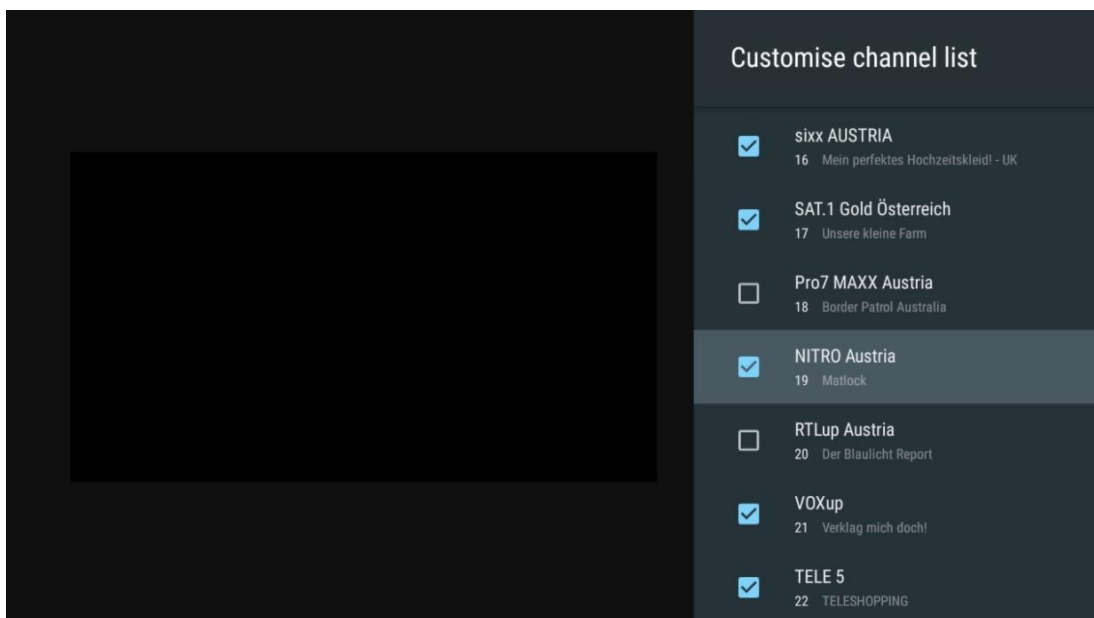 Customise channel list
sixx AUSTRIA
16 Mein perfektes Hochzeitskleid! - UK
SAT.1 Gold Österreich
17 Unsere kleine Farm
Pro7 MAXX Austria
18 Border Patrol Australia
NITRO Austria
19 Matlock
RTLup Austria
20 Der Blaulicht Report
VOXup
21 Verklag mich doch!
TELE 5
22 TELESHOPPING